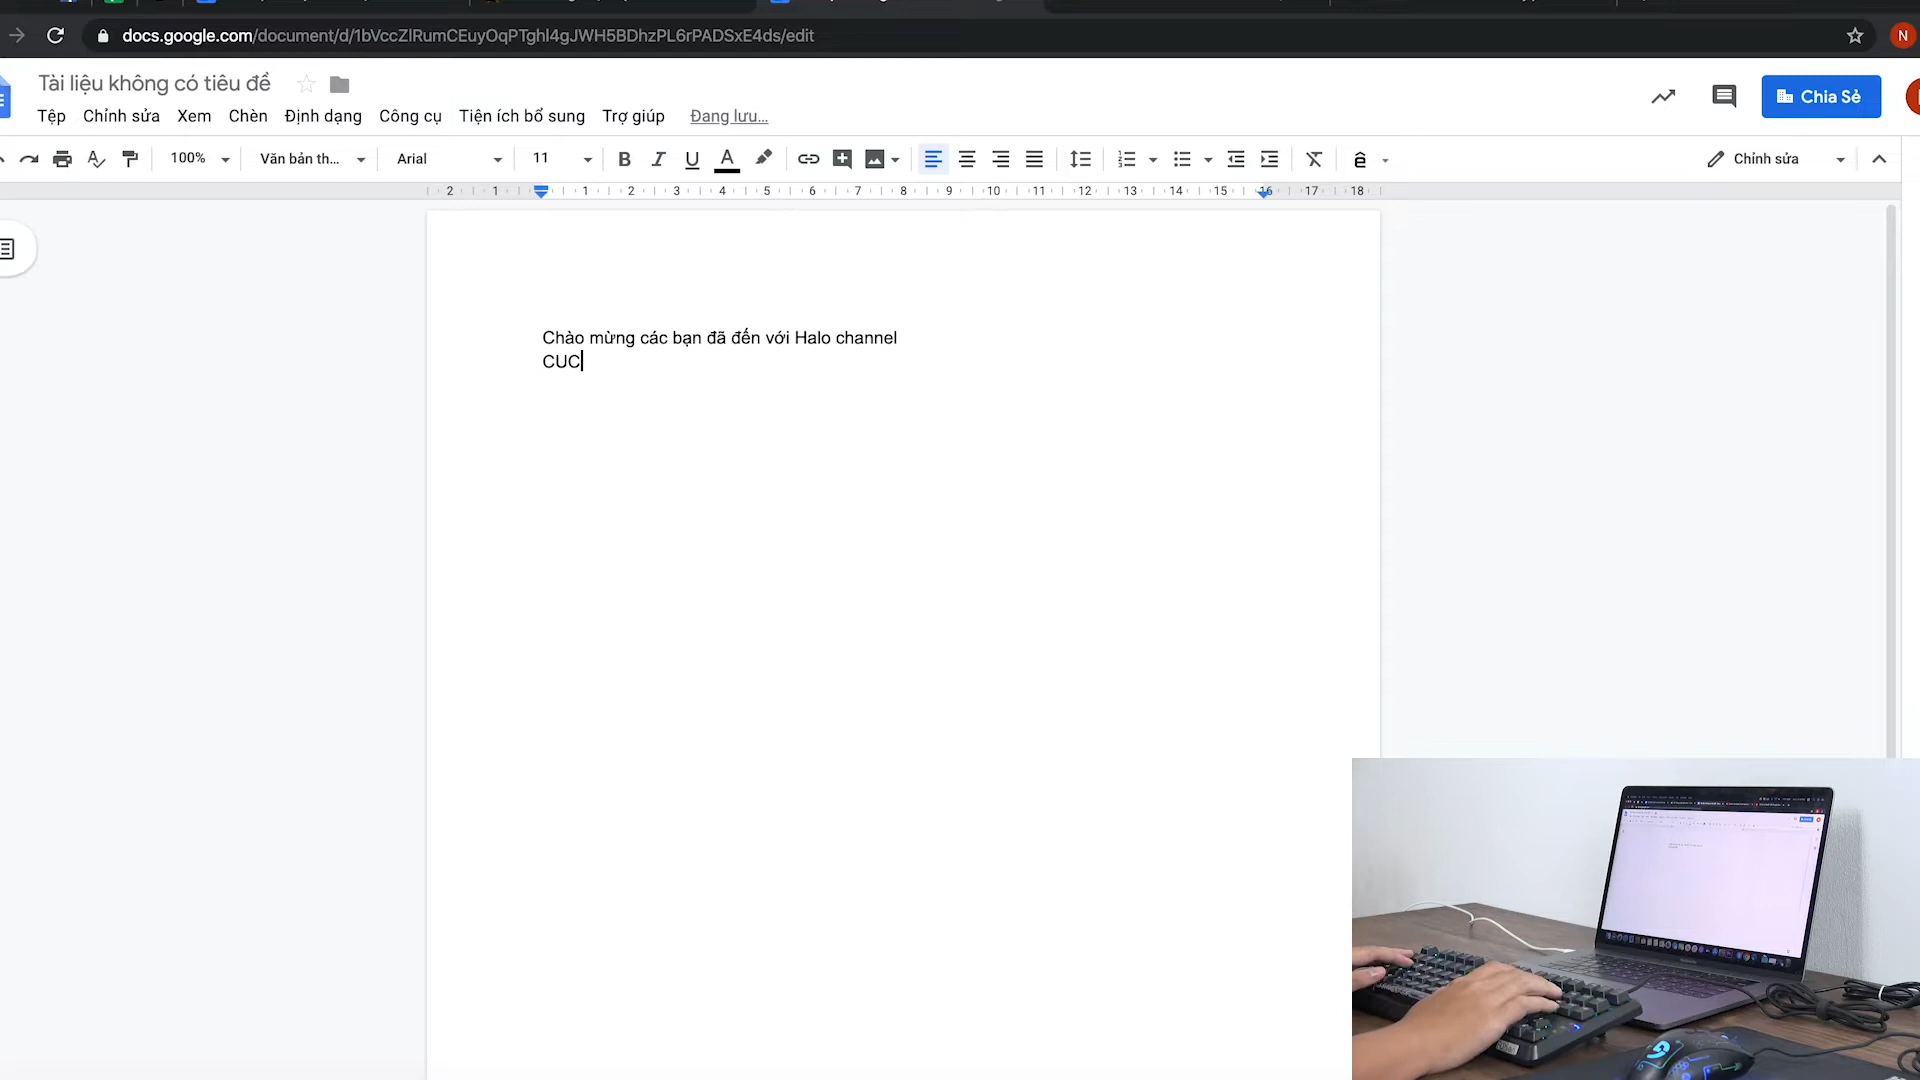 docs.google.com/document/d/1bVccZlRumCEuyOqPTghl4gJWH5BDhzPL6rPADSxE4ds/edit
N
Tài liệu không có tiêu đề
Chia Sẻ
Tệp Chỉnh sửa Xem Chèn Định dạng Công cụ Tiện ích bổ sung Trợ giúp Đang lưu...
100% Văn bản th... Arial 11 B I U A ê Chỉnh sửa
2 1 1 2 3 4 5 6 7 8 9 10 11 12 13 14 15 16 17 18
Chào mừng các bạn đã đến với Halo channel
CUC